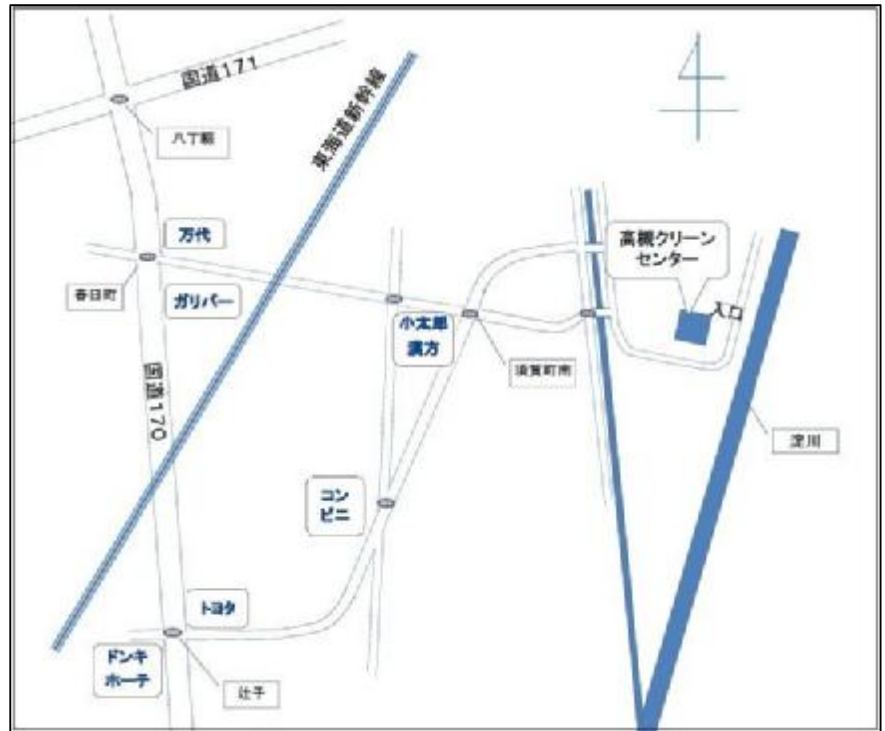 国道171
八丁畷
東海道新幹線
万代
高槻クリーン
センター
春日町
ガリバー
入口
小太郎
漢方
須賀町南
国道170
淀川
コン
ビニ
トヨタ
ドンキ
ホーテ
辻子